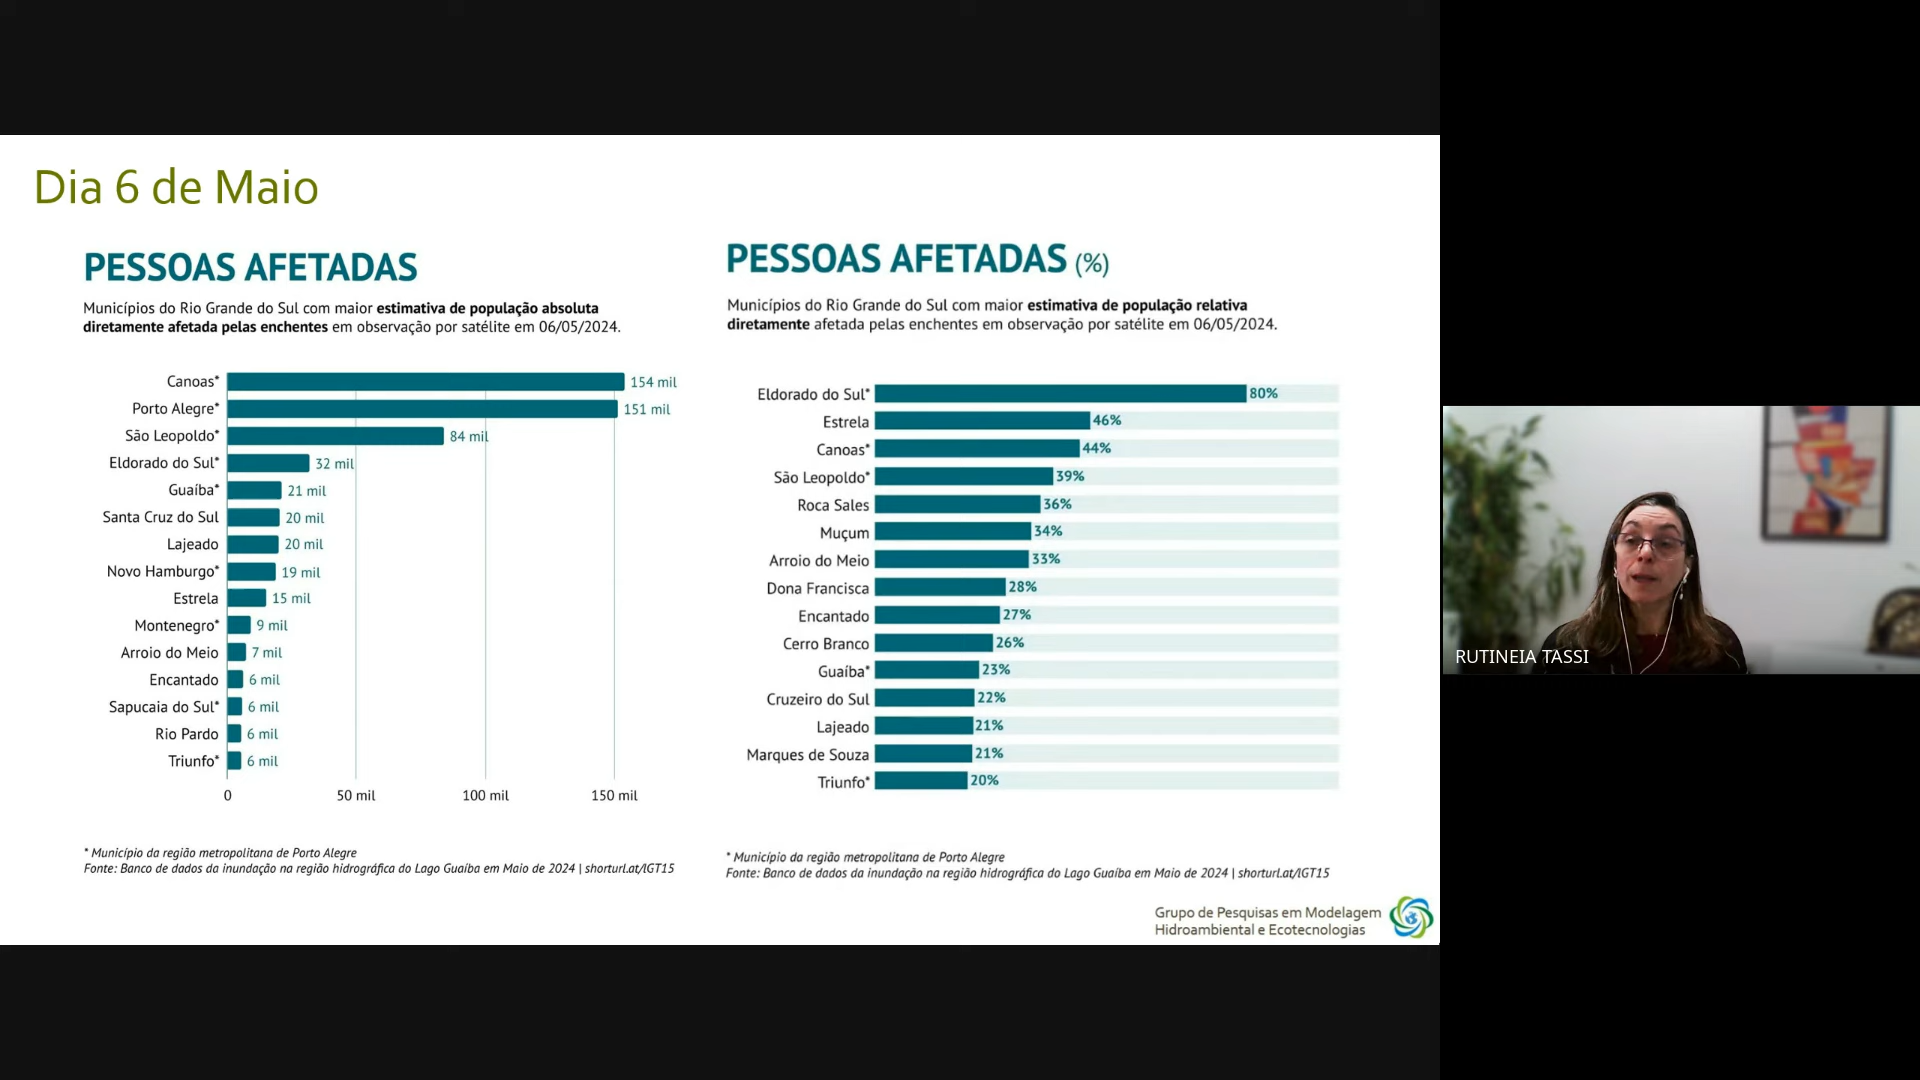 Dia 6 de Maio
PESSOAS AFETADAS
Municípios do Rio Grande do Sul com maior estimativa de população absoluta
diretamente afetada pelas enchentes em observação por satélite em 06/05/2024.
Canoas* 154 mil
Porto Alegre* 151 mil
São Leopoldo* 84 mil
Eldorado do Sul* 32 mil
Guaíba* 21 mil
Santa Cruz do Sul 20 mil
Lajeado 20 mil
Novo Hamburgo* 19 mil
Estrela 15 mil
Montenegro* 9 mil
Arroio do Meio 7 mil
Encantado 6 mil
Sapucaia do Sul* 6 mil
Rio Pardo 6 mil
Triunfo* 6 mil
0 50 mil 100 mil 150 mil
* Município da região metropolitana de Porto Alegre
Fonte: Banco de dados da inundação na região hidrográfica do Lago Guaíba em Maio de 2024 | shorturl.at/lGT15
PESSOAS AFETADAS (%)
Municípios do Rio Grande do Sul com maior estimativa de população relativa
diretamente afetada pelas enchentes em observação por satélite em 06/05/2024.
Eldorado do Sul* 80%
Estrela 46%
Canoas* 44%
São Leopoldo* 39%
Roca Sales 36%
Muçum 34%
Arroio do Meio 33%
Dona Francisca 28%
Encantado 27%
Cerro Branco 26%
Guaíba* 23%
Cruzeiro do Sul 22%
Lajeado 21%
Marques de Souza 21%
Triunfo* 20%
* Município da região metropolitana de Porto Alegre
Fonte: Banco de dados da inundação na região hidrográfica do Lago Guaíba em Maio de 2024 | shorturl.at/lGT15
Grupo de Pesquisas em Modelagem
Hidroambiental e Ecotecnologias
RUTINEIA TASSI